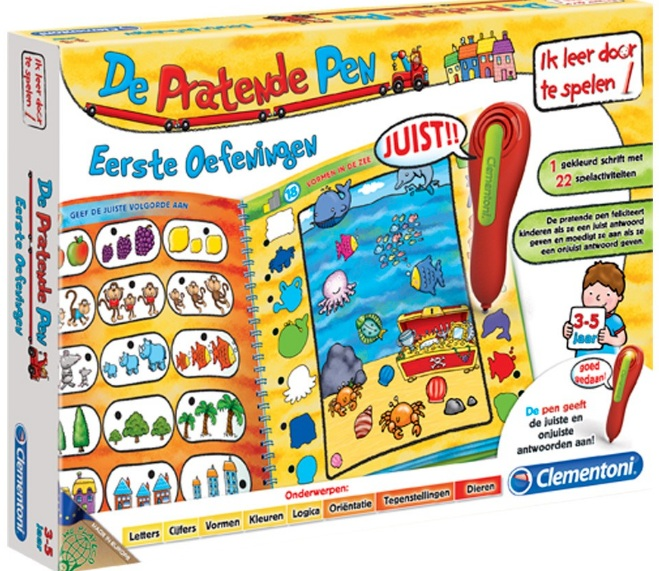 Ik leer door
te spelen!
De Pratende Pen
Eerste Oefeningen
Clementoni
3-5
jaar
Clementoni
De Pratende Pen
Ik leer door
te spelen
Eerste Oefeningen
JUIST!!
Clementoni
1 gekleurd schrift met
22 spelactiviteiten
De pratende pen feliciteert
kinderen als ze een juist antwoord
geven en moedigt ze aan als ze
een onjuist antwoord geven.
GEEF DE JUISTE VOLGORDE AAN
18 VORMEN IN DE ZEE
3-5
jaar
goed
gedaan!
De pen geeft
de juiste en
onjuiste
antwoorden aan!
Clementoni
Onderwerpen:
Letters Cijfers Vormen Kleuren Logica Oriëntatie Tegenstellingen Dieren
MADE IN EUROPE